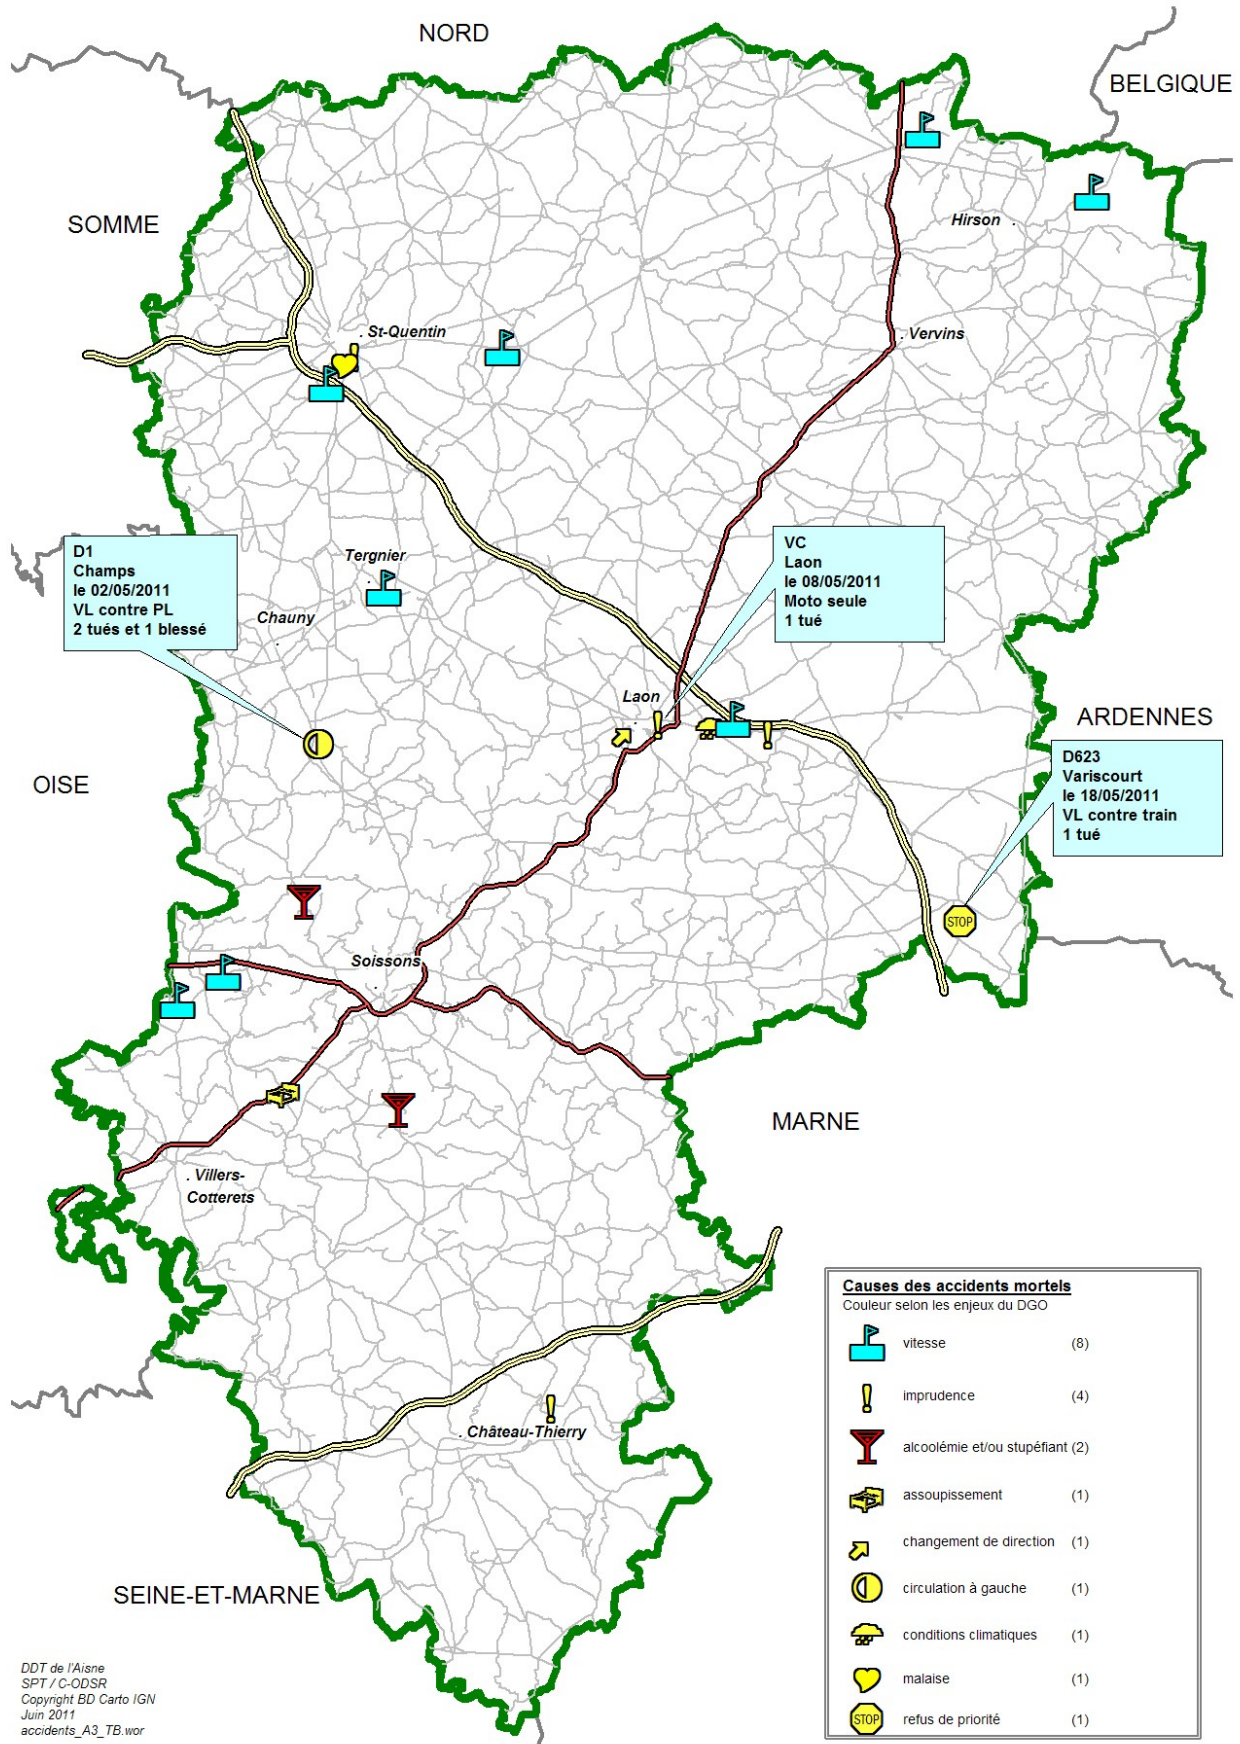 NORD
BELGIQUE
SOMME
Hirson
St-Quentin
Vervins
D1
Champs
le 02/05/2011
VL contre PL
2 tués et 1 blessé
Tergnier
Chauny
VC
Laon
le 08/05/2011
Moto seule
1 tué
Laon
ARDENNES
OISE
D623
Variscourt
le 18/05/2011
VL contre train
1 tué
STOP
Soissons
MARNE
Villers-
Cotterets
Château-Thierry
SEINE-ET-MARNE
Causes des accidents mortels
Couleur selon les enjeux du DGO
vitesse (8)
imprudence (4)
alcoolémie et/ou stupéfiant (2)
assoupissement (1)
changement de direction (1)
circulation à gauche (1)
conditions climatiques (1)
malaise (1)
STOP refus de priorité (1)
DDT de l'Aisne
SPT / C-ODSR
Copyright BD Carto IGN
Juin 2011
accidents_A3_TB.wor